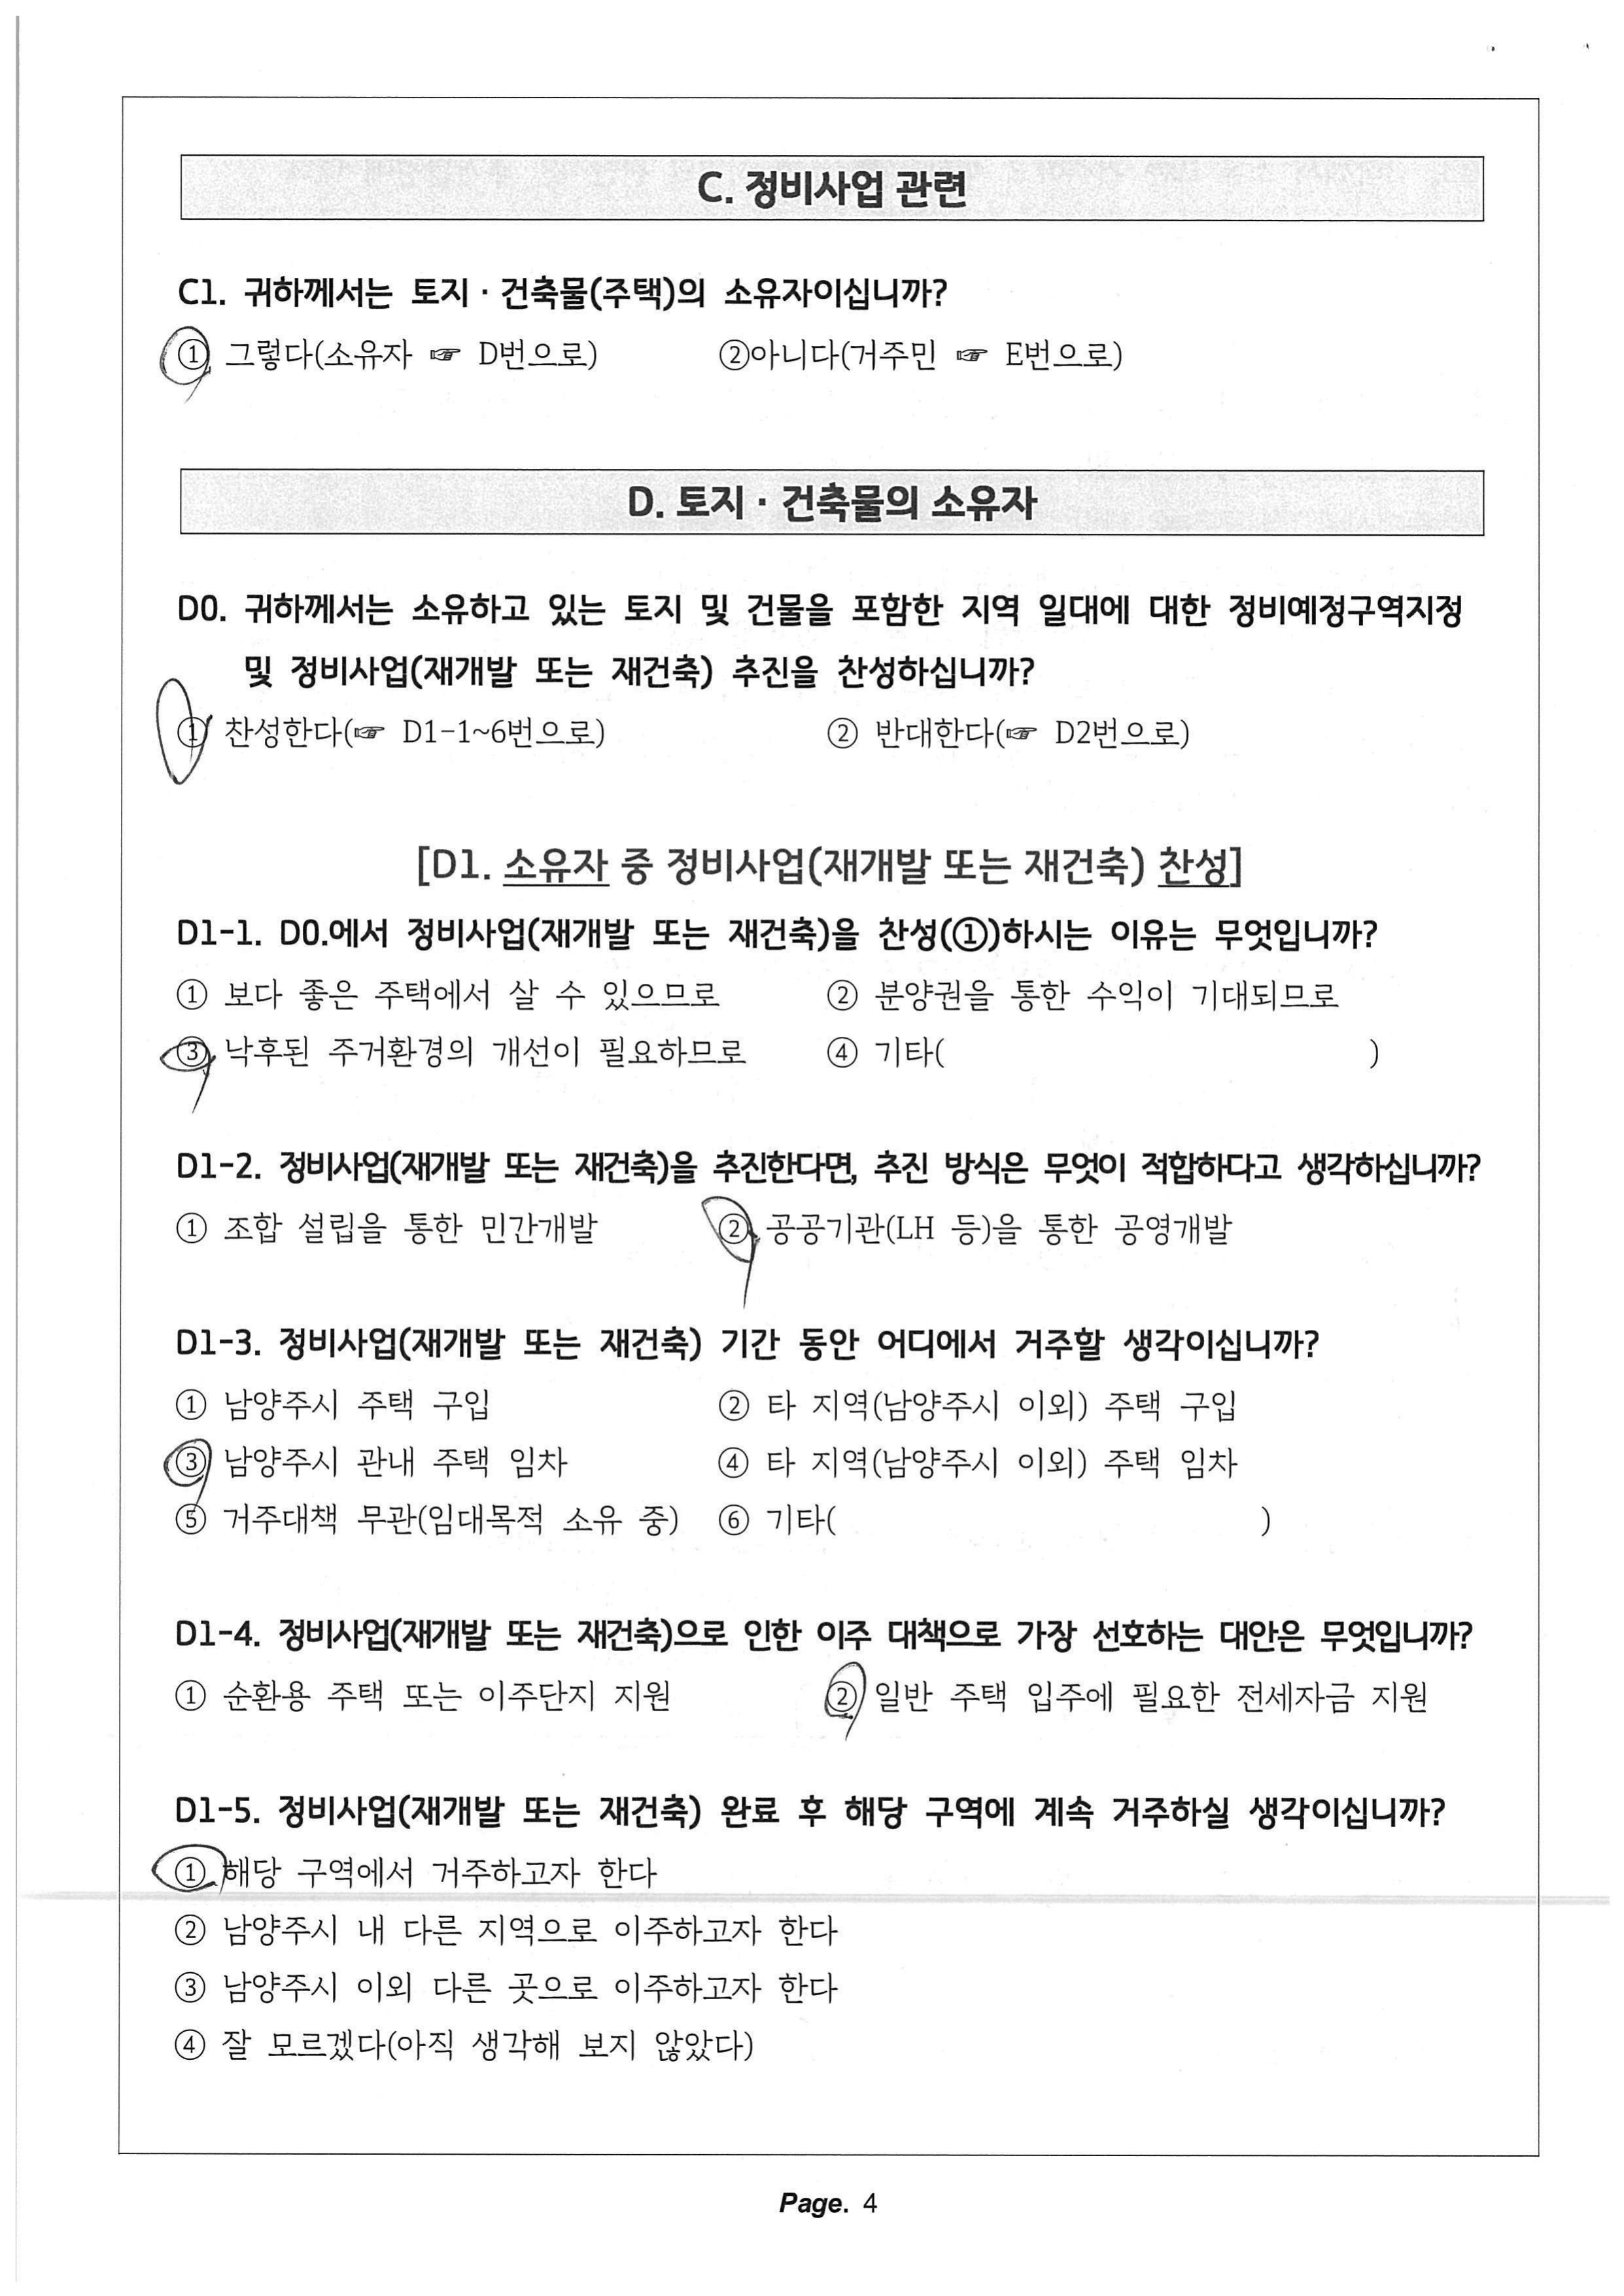 C. 정비사업 관련
C1. 귀하께서는 토지·건축물(주택)의 소유자이십니까?
① 그렇다(소유자 ☞ D번으로) ②아니다(거주민 ☞ E번으로)
D. 토지·건축물의 소유자
D0. 귀하께서는 소유하고 있는 토지 및 건물을 포함한 지역 일대에 대한 정비예정구역지정
및 정비사업(재개발 또는 재건축) 추진을 찬성하십니까?
① 찬성한다(☞ D1-1~6번으로) ② 반대한다(☞ D2번으로)
[D1. 소유자 중 정비사업(재개발 또는 재건축) 찬성]
D1-1. D0.에서 정비사업(재개발 또는 재건축)을 찬성(①)하시는 이유는 무엇입니까?
① 보다 좋은 주택에서 살 수 있으므로 ② 분양권을 통한 수익이 기대되므로
③ 낙후된 주거환경의 개선이 필요하므로 ④ 기타( )
D1-2. 정비사업(재개발 또는 재건축)을 추진한다면, 추진 방식은 무엇이 적합하다고 생각하십니까?
① 조합 설립을 통한 민간개발 ② 공공기관(LH 등)을 통한 공영개발
D1-3. 정비사업(재개발 또는 재건축) 기간 동안 어디에서 거주할 생각이십니까?
① 남양주시 주택 구입 ② 타 지역(남양주시 이외) 주택 구입
③ 남양주시 관내 주택 임차 ④ 타 지역(남양주시 이외) 주택 임차
⑤ 거주대책 무관(임대목적 소유 중) ⑥ 기타( )
D1-4. 정비사업(재개발 또는 재건축)으로 인한 이주 대책으로 가장 선호하는 대안은 무엇입니까?
① 순환용 주택 또는 이주단지 지원 ② 일반 주택 입주에 필요한 전세자금 지원
D1-5. 정비사업(재개발 또는 재건축) 완료 후 해당 구역에 계속 거주하실 생각이십니까?
① 해당 구역에서 거주하고자 한다
② 남양주시 내 다른 지역으로 이주하고자 한다
③ 남양주시 이외 다른 곳으로 이주하고자 한다
④ 잘 모르겠다(아직 생각해 보지 않았다)
Page. 4